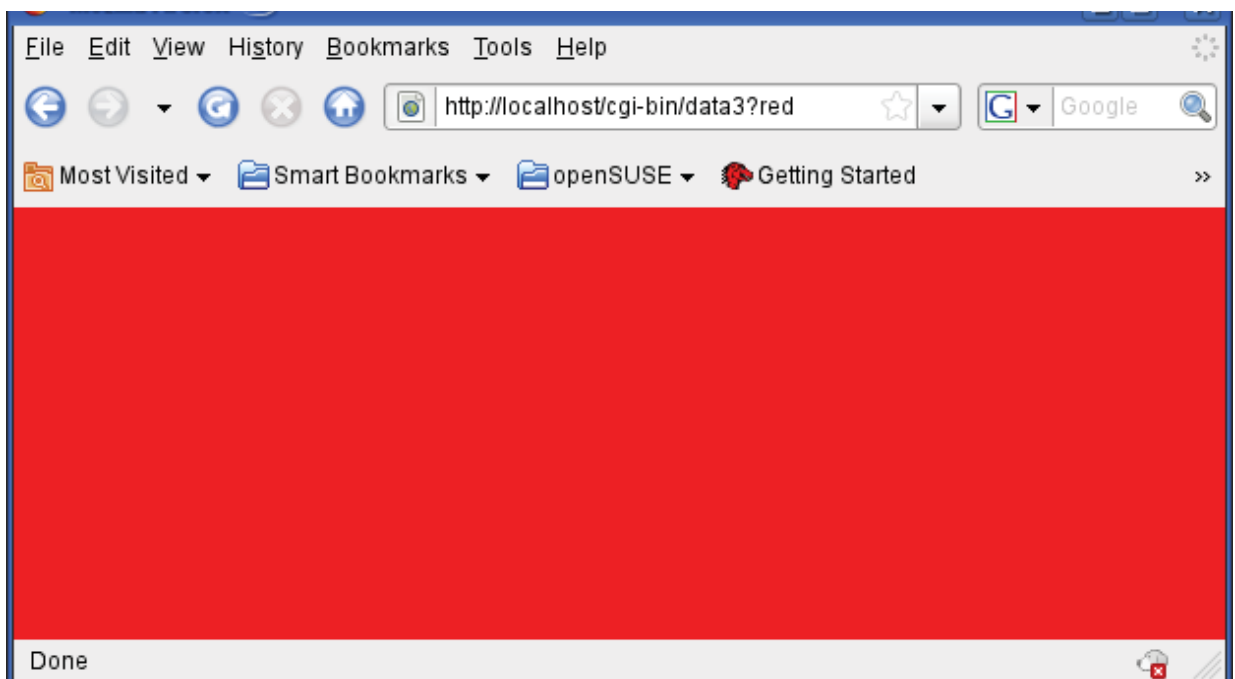 File Edit View History Bookmarks Tools Help
http://localhost/cgi-bin/data3?red
G Google
Most Visited Smart Bookmarks openSUSE Getting Started »
Done